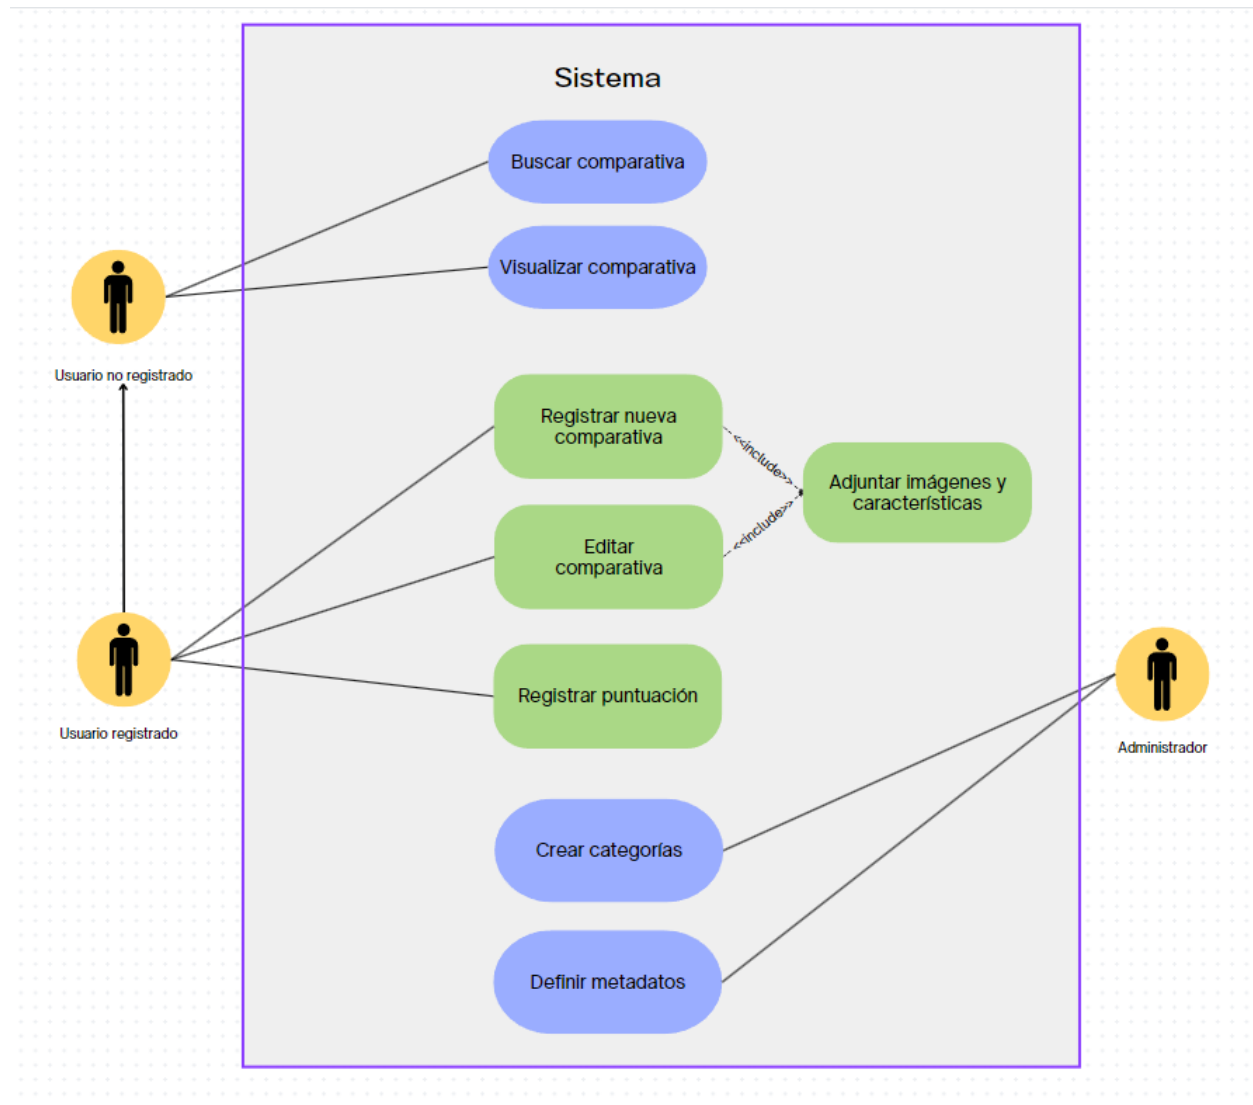 Sistema
Buscar comparativa
Visualizar comparativa
Usuario no registrado
Registrar nueva
comparativa
<<include>>
Adjuntar imágenes y
características
<<include>>
Editar
comparativa
Usuario registrado
Registrar puntuación
Administrador
Crear categorías
Definir metadatos